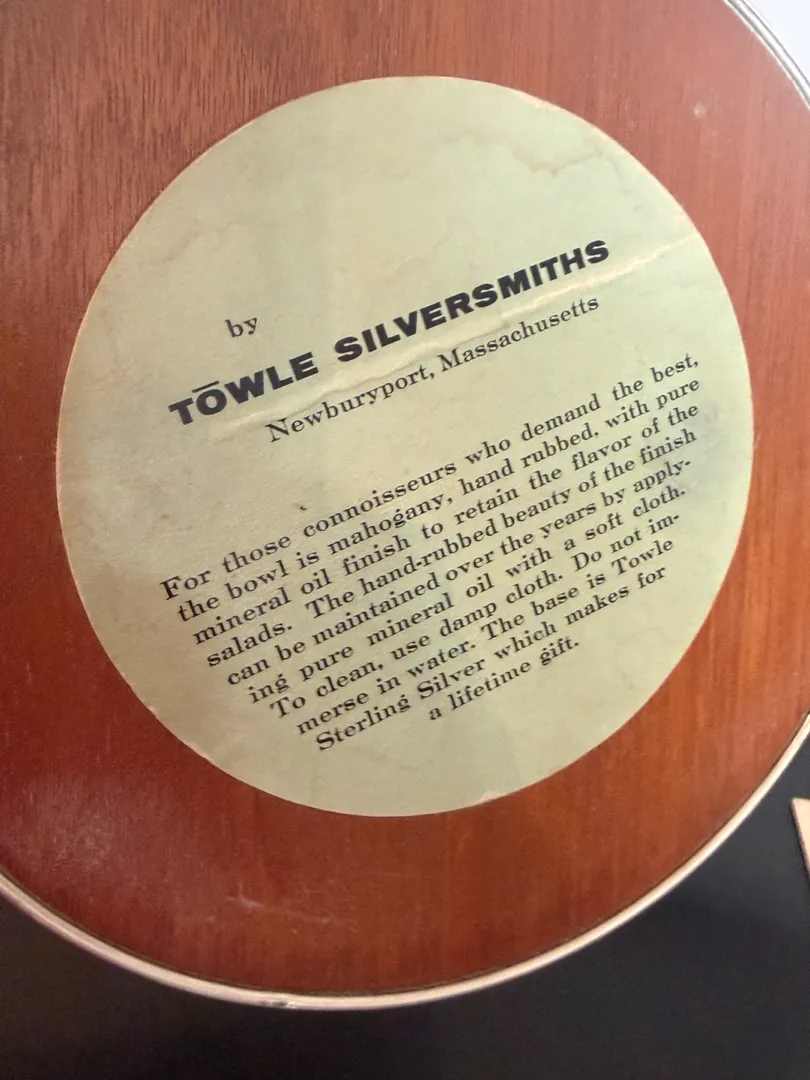 by
TŌWLE SILVERSMITHS
Newburyport, Massachusetts
For those connoisseurs who demand the best,
the bowl is mahogany, hand rubbed, with pure
mineral oil finish to retain the flavor of the
salads. The hand-rubbed beauty of the finish
can be maintained over the years by apply-
ing pure mineral oil with a soft cloth.
To clean, use damp cloth. Do not im-
merse in water. The base is Towle
Sterling Silver which makes for
a lifetime gift.